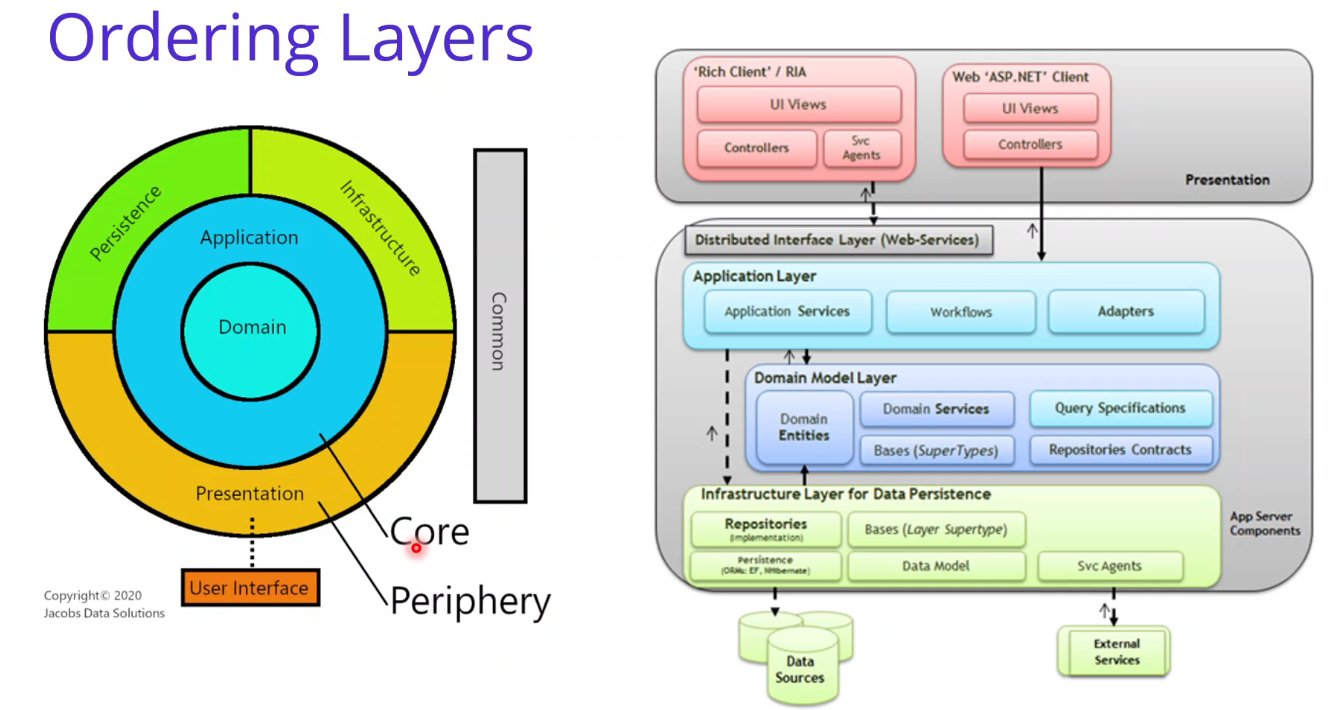 Ordering Layers
Persistence
Infrastructure
Application
Domain
Presentation
User Interface
Common
Core
Periphery
Copyright© 2020
Jacobs Data Solutions
‘Rich Client’ / RIA
UI Views
Controllers
Svc
Agents
Web ‘ASP.NET’ Client
UI Views
Controllers
Presentation
Distributed Interface Layer (Web-Services)
Application Layer
Application Services
Workflows
Adapters
Domain Model Layer
Domain
Entities
Domain Services
Query Specifications
Bases (SuperTypes)
Repositories Contracts
Infrastructure Layer for Data Persistence
Repositories
(Implementation)
Bases (Layer Supertype)
Persistence
(ORMs: EF, NHibernate)
Data Model
Svc Agents
App Server
Components
Data
Sources
External
Services